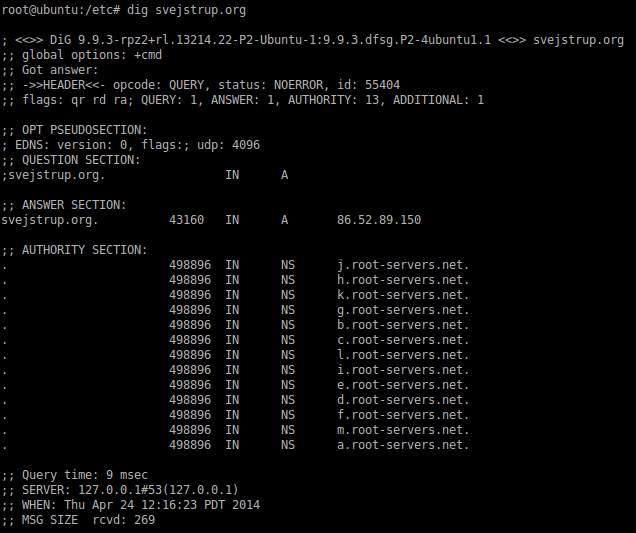 root@ubuntu:/etc# dig svejstrup.org
; <<>> DiG 9.9.3-rpz2+rl.13214.22-P2-Ubuntu-1:9.9.3.dfsg.P2-4ubuntu1.1 <<>> svejstrup.org
;; global options: +cmd
;; Got answer:
;; ->>HEADER<<- opcode: QUERY, status: NOERROR, id: 55404
;; flags: qr rd ra; QUERY: 1, ANSWER: 1, AUTHORITY: 13, ADDITIONAL: 1
;; OPT PSEUDOSECTION:
; EDNS: version: 0, flags:; udp: 4096
;; QUESTION SECTION:
;svejstrup.org. IN A
;; ANSWER SECTION:
svejstrup.org. 43160 IN A 86.52.89.150
;; AUTHORITY SECTION:
. 498896 IN NS j.root-servers.net.
. 498896 IN NS h.root-servers.net.
. 498896 IN NS k.root-servers.net.
. 498896 IN NS g.root-servers.net.
. 498896 IN NS b.root-servers.net.
. 498896 IN NS c.root-servers.net.
. 498896 IN NS l.root-servers.net.
. 498896 IN NS i.root-servers.net.
. 498896 IN NS e.root-servers.net.
. 498896 IN NS d.root-servers.net.
. 498896 IN NS f.root-servers.net.
. 498896 IN NS m.root-servers.net.
. 498896 IN NS a.root-servers.net.
;; Query time: 9 msec
;; SERVER: 127.0.0.1#53(127.0.0.1)
;; WHEN: Thu Apr 24 12:16:23 PDT 2014
;; MSG SIZE rcvd: 269